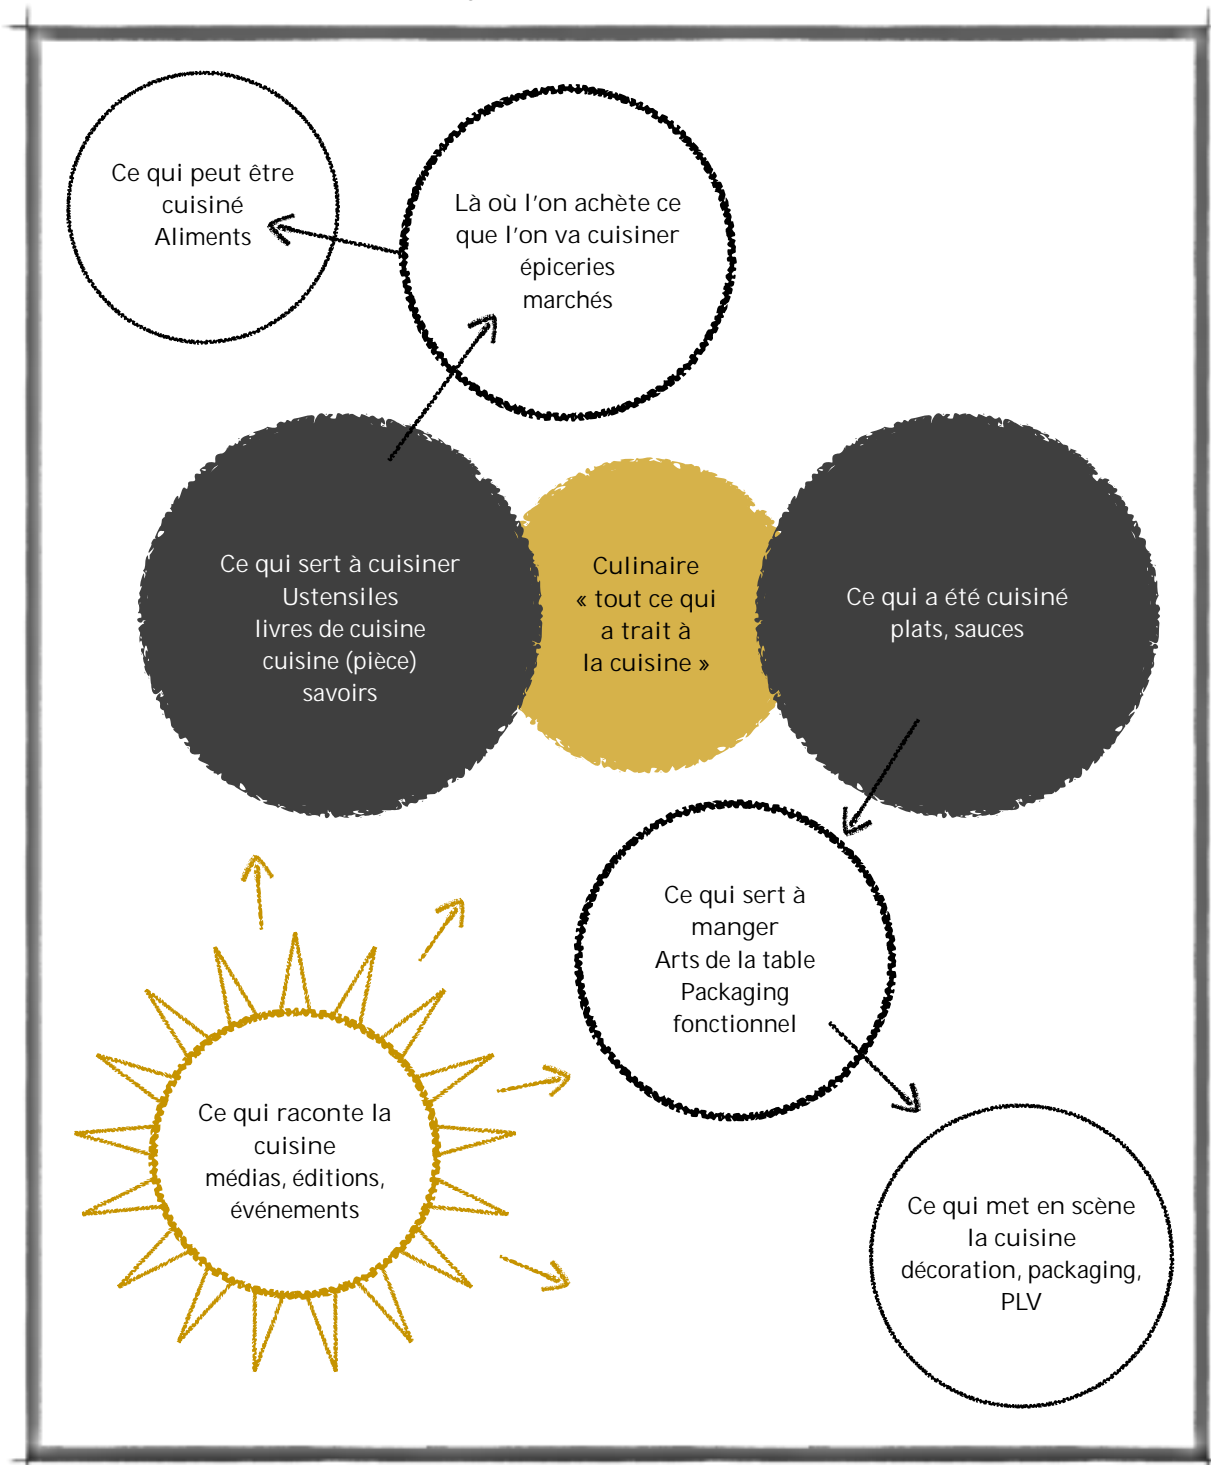 Ce qui peut être
cuisiné
Aliments
Là où l'on achète ce
que l'on va cuisiner
épiceries
marchés
Ce qui sert à cuisiner
Ustensiles
livres de cuisine
cuisine (pièce)
savoirs
Culinaire
« tout ce qui
a trait à
la cuisine »
Ce qui a été cuisiné
plats, sauces
Ce qui sert à
manger
Arts de la table
Packaging
fonctionnel
Ce qui raconte la
cuisine
médias, éditions,
événements
Ce qui met en scène
la cuisine
décoration, packaging,
PLV